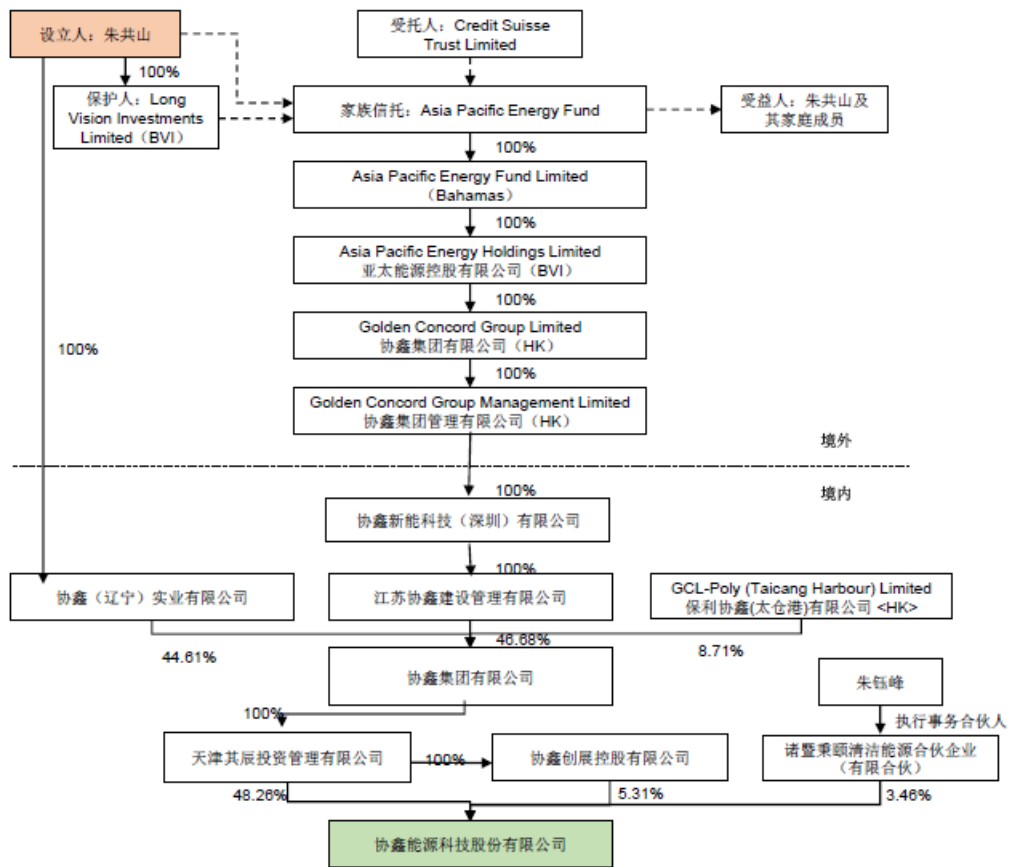 设立人：朱共山
受托人：Credit Suisse
Trust Limited
100%
保护人：Long
Vision Investments
Limited（BVI）
家族信托：Asia Pacific Energy Fund
受益人：朱共山及
其家庭成员
100%
Asia Pacific Energy Fund Limited
（Bahamas）
100%
Asia Pacific Energy Holdings Limited
亚太能源控股有限公司（BVI）
100%
Golden Concord Group Limited
协鑫集团有限公司（HK）
100%
100%
Golden Concord Group Management Limited
协鑫集团管理有限公司（HK）
境外
境内
100%
协鑫新能科技（深圳）有限公司
100%
协鑫（辽宁）实业有限公司
江苏协鑫建设管理有限公司
GCL-Poly (Taicang Harbour) Limited
保利协鑫(太仓港)有限公司 <HK>
44.61%
46.68%
8.71%
协鑫集团有限公司
朱钰峰
100%
执行事务合伙人
天津其辰投资管理有限公司
100%
协鑫创展控股有限公司
诸暨秉颐清洁能源合伙企业
（有限合伙）
48.26%
5.31%
3.46%
协鑫能源科技股份有限公司